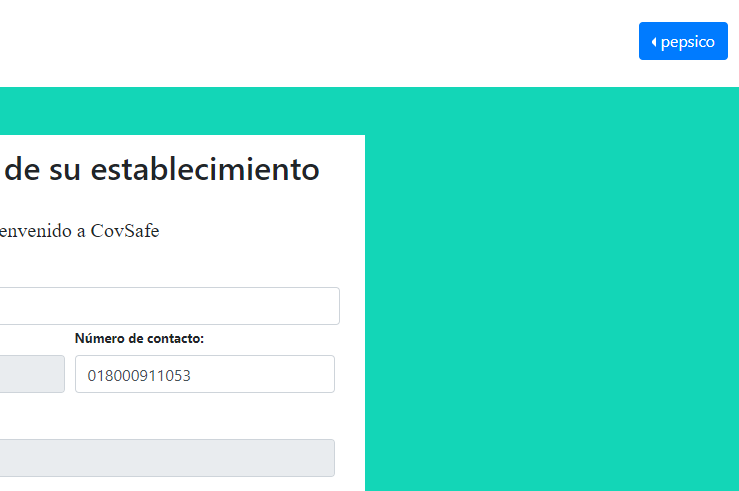 pepsico
de su establecimiento
envenido a CovSafe
Número de contacto:
018000911053